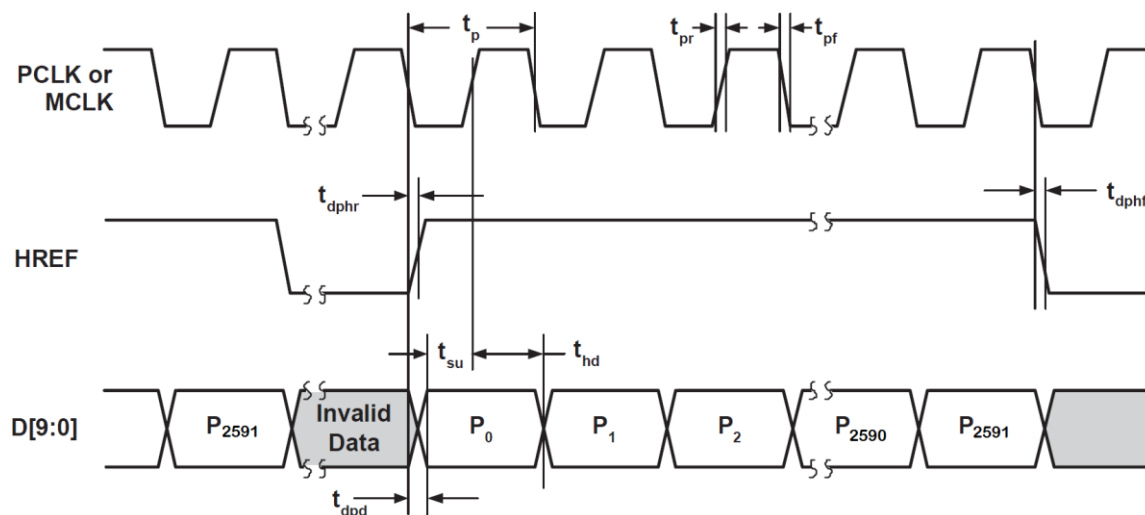 t_p
t_pr
t_pf
PCLK or
MCLK
t_dphr
t_dphf
HREF
t_su
t_hd
D[9:0]
P_2591
Invalid
Data
P_0
P_1
P_2
P_2590
P_2591
t_dpd